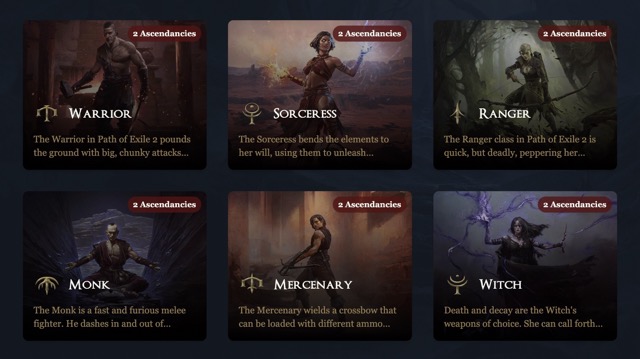 2 Ascendancies
WARRIOR
The Warrior in Path of Exile 2 pounds
the ground with big, chunky attacks...
2 Ascendancies
SORCERESS
The Sorceress bends the elements to
her will, using them to unleash...
2 Ascendancies
RANGER
The Ranger class in Path of Exile 2 is
quick, but deadly, peppering her...
2 Ascendancies
MONK
The Monk is a fast and furious melee
fighter. He dashes in and out of...
2 Ascendancies
MERCENARY
The Mercenary wields a crossbow that
can be loaded with different ammo...
2 Ascendancies
WITCH
Death and decay are the Witch's
weapons of choice. She can call forth...